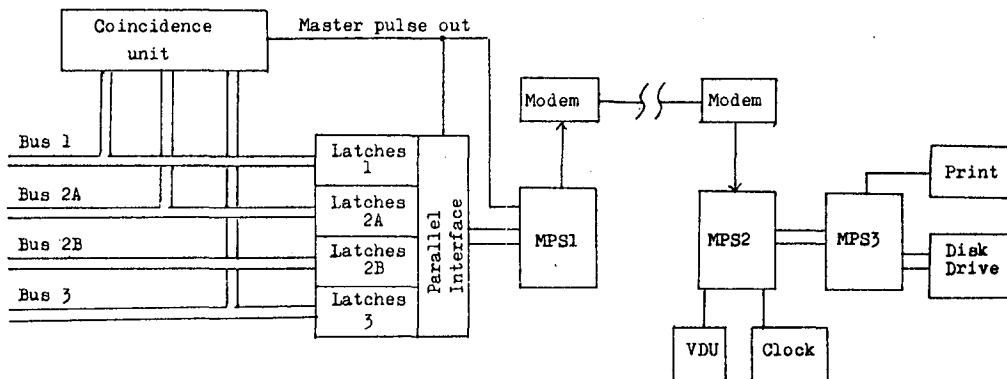 Coincidence
unit
Master pulse out
Modem
Modem
Bus 1
Latches
1
Bus 2A
Latches
2A
Bus 2B
Latches
2B
Bus 3
Latches
3
Parallel
Interface
MPS1
MPS2
MPS3
Print
Disk
Drive
VDU
Clock